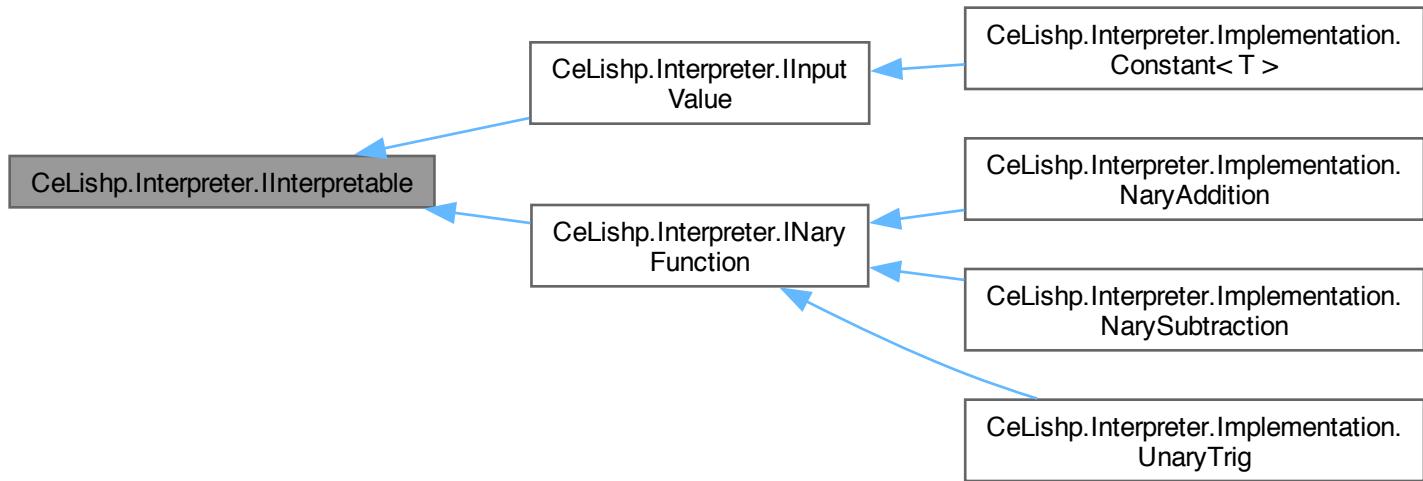 CeLishp.Interpreter.IInterpretable
CeLishp.Interpreter.IInput
Value
CeLishp.Interpreter.INary
Function
CeLishp.Interpreter.Implementation.
Constant< T >
CeLishp.Interpreter.Implementation.
NaryAddition
CeLishp.Interpreter.Implementation.
NarySubtraction
CeLishp.Interpreter.Implementation.
UnaryTrig